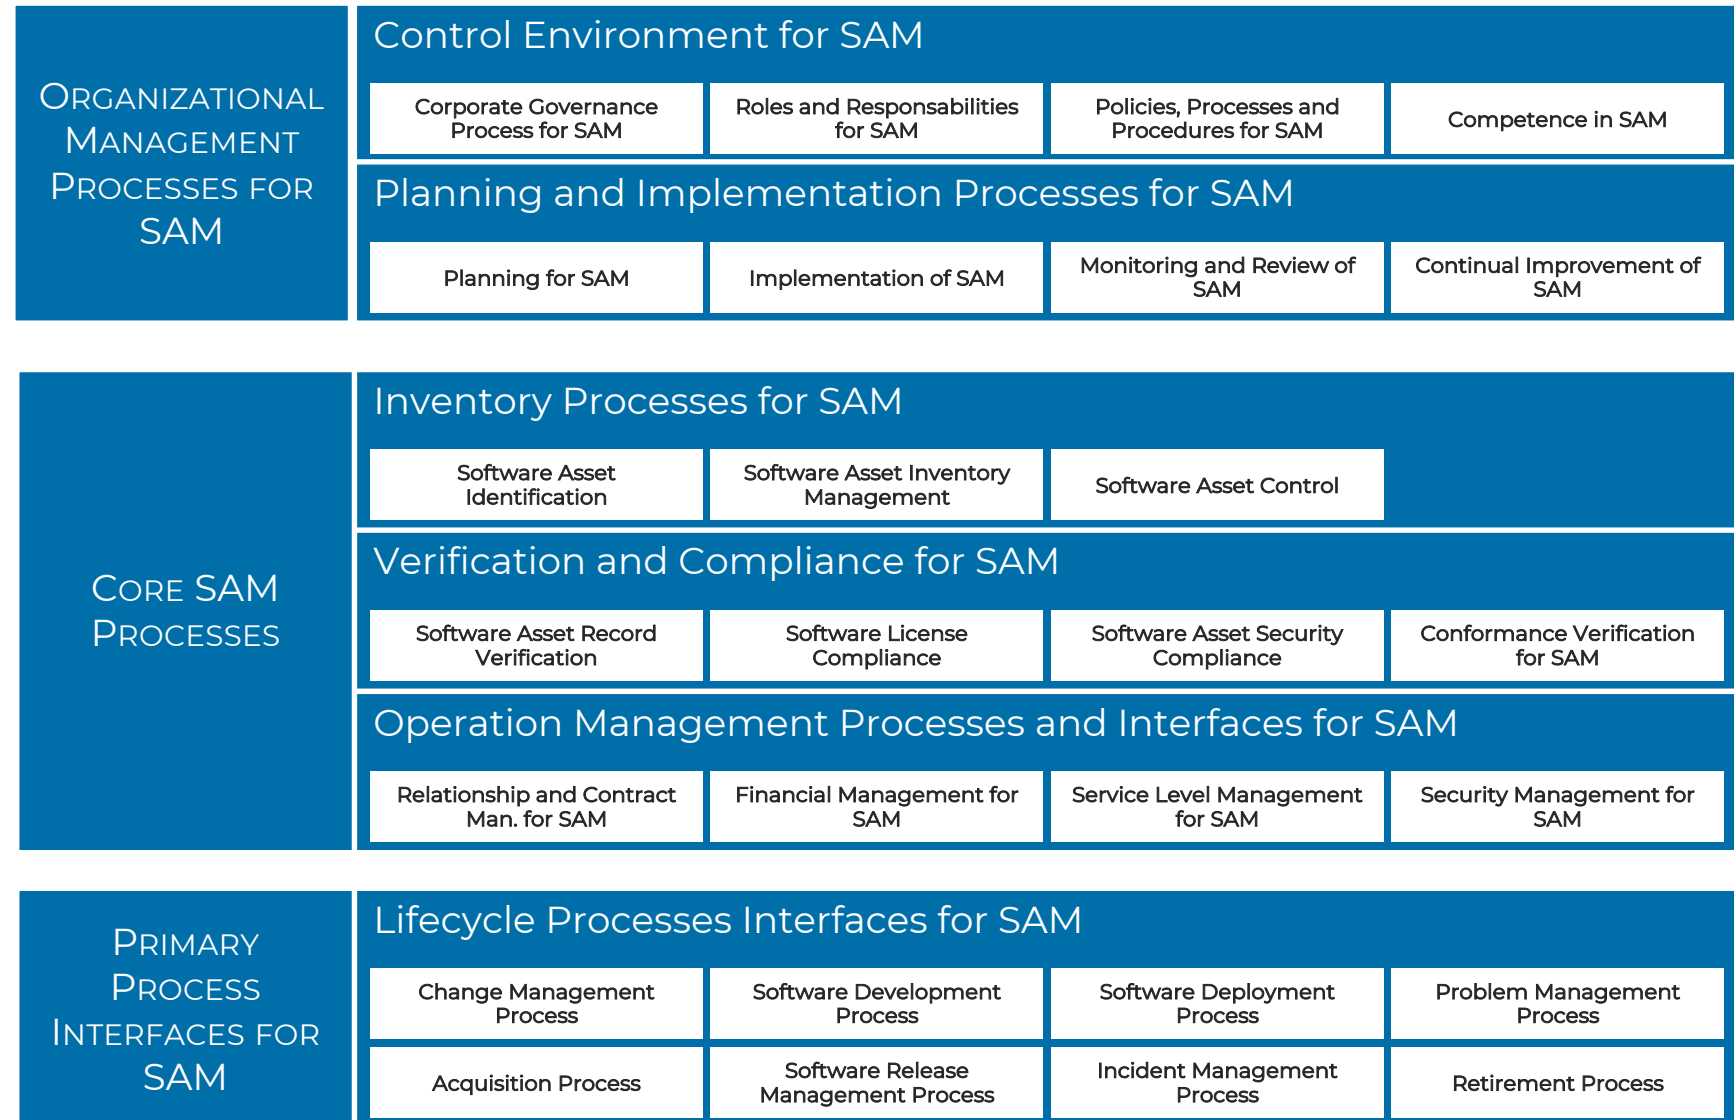 ORGANIZATIONAL
MANAGEMENT
PROCESSES FOR
SAM
Control Environment for SAM
Corporate Governance
Process for SAM
Roles and Responsabilities
for SAM
Policies, Processes and
Procedures for SAM
Competence in SAM
Planning and Implementation Processes for SAM
Planning for SAM
Implementation of SAM
Monitoring and Review of
SAM
Continual Improvement of
SAM
CORE SAM
PROCESSES
Inventory Processes for SAM
Software Asset
Identification
Software Asset Inventory
Management
Software Asset Control
Verification and Compliance for SAM
Software Asset Record
Verification
Software License
Compliance
Software Asset Security
Compliance
Conformance Verification
for SAM
Operation Management Processes and Interfaces for SAM
Relationship and Contract
Man. for SAM
Financial Management for
SAM
Service Level Management
for SAM
Security Management for
SAM
PRIMARY
PROCESS
INTERFACES FOR
SAM
Lifecycle Processes Interfaces for SAM
Change Management
Process
Software Development
Process
Software Deployment
Process
Problem Management
Process
Acquisition Process
Software Release
Management Process
Incident Management
Process
Retirement Process